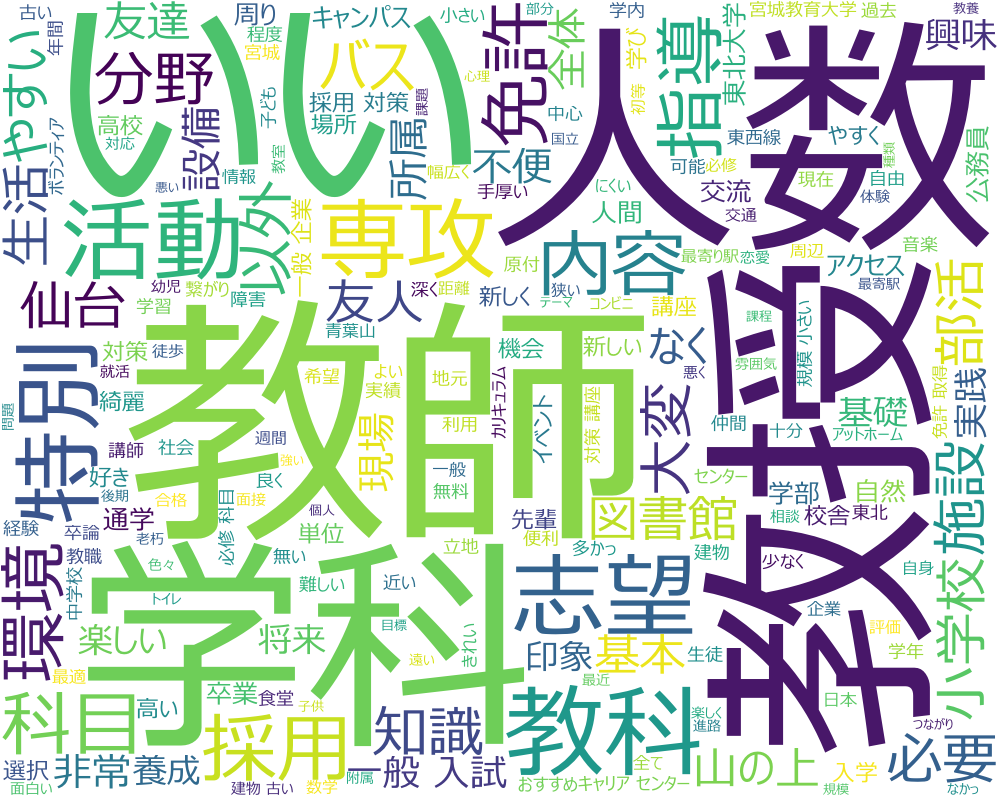 古い
年間
やすい
友達
いい
いい
周り
程度
宮城
分野
高校
対応
ボランティア
生活
悪い
設備
情報
子ども
教室
バス
キャンパス
採用 対策
場所
小さい
心理
課題
所属
幅広く
部分
全体
免許
中心
国立
不便
手厚い
にくい
人間
学内
学び
初等
指導
宮城教育大学
過去
東北大学
東西線
可能
必修
交流
交通
人数
教養
興味
やすく
種類
現在
自由
体験
公務員
活動
以外
一般 企業
専攻
内容
原付
最寄り駅
恋愛
周辺
音楽
アクセス
最寄駅
仙台
幼児
繋がり
学習
障害
友人
深く
距離
新しく
テーマ
コンビニ
講座
狭い
青葉山
特別
対策
徒歩
就活
綺麗
問題
教師
希望
よい
実績
地元
利用
カリキュラム
機会
新しい
なく
悪く
課程
雰囲気
規模 小さい
教授
部活
免許 取得
基礎
実践
アットホーム
仲間
十分
大変
イベント
対策 講座
現場
講師
社会
週間
強い
好き
後期
合格
面接
良く
一般
無料
経験
卒論
通学
老朽
必修 科目
個人
単位
先輩
便利
立地
図書館
多かっ
建物
センター
学部
相談
校舎
東北
自然
小学校
施設
環境
教職
中学校
色々
トイレ
無い
難しい
近い
目標
学科
志望
少なく
自身
企業
楽しい
将来
遠い
きれい
印象
基本
生徒
評価
学年
最適
科目
卒業
食堂
子供
採用
高い
知識
教科
最近
楽しく
進路
日本
つながり
選択
面白い
非常
養成
建物 古い
数学
附属
一般 入試
おすすめ
キャリア センター
全て
山の上
入学
規模
必要
なかっ